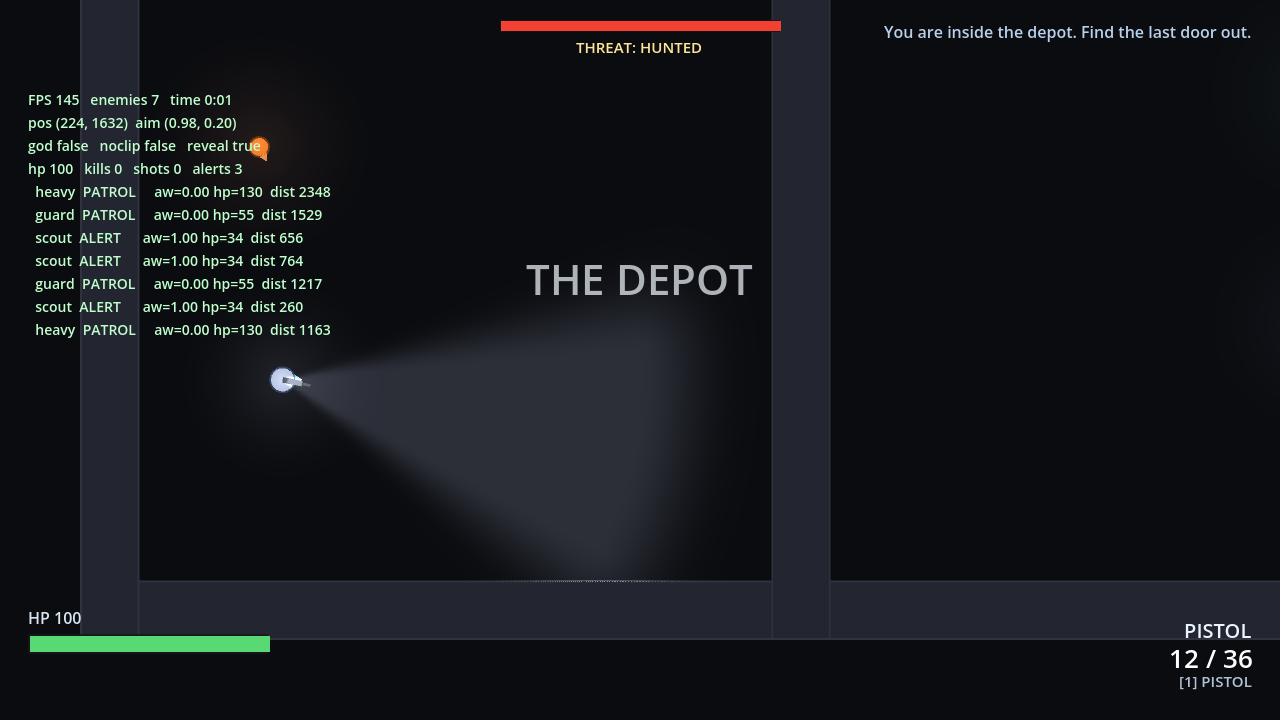 You are inside the depot. Find the last door out.
THREAT: HUNTED
FPS 145 enemies 7 time 0:01
pos (224, 1632) aim (0.98, 0.20)
god false noclip false reveal true
hp 100 kills 0 shots 0 alerts 3
heavy PATROL aw=0.00 hp=130 dist 2348
guard PATROL aw=0.00 hp=55 dist 1529
scout ALERT aw=1.00 hp=34 dist 656
scout ALERT aw=1.00 hp=34 dist 764
guard PATROL aw=0.00 hp=55 dist 1217
scout ALERT aw=1.00 hp=34 dist 260
heavy PATROL aw=0.00 hp=130 dist 1163
THE DEPOT
HP 100
PISTOL
12 / 36
[1] PISTOL